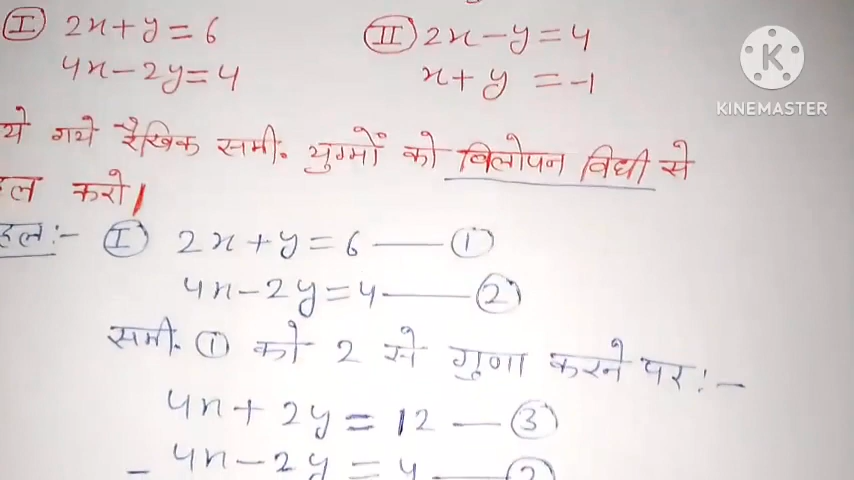 Ⓘ 2x + y = 6
4x - 2y = 4
Ⓘⓘ 2x - y = 4
x + y = -1
KINEMASTER
ये गये रैखिक समी. युग्मों को विलोपन विधी से
ल करो।
हल :- Ⓘ 2x + y = 6 — ①
4x - 2y = 4 — ②
समी. ① को 2 से गुणा करने पर :-
4x + 2y = 12 — ③
- 4x - 2y = 4 — ②